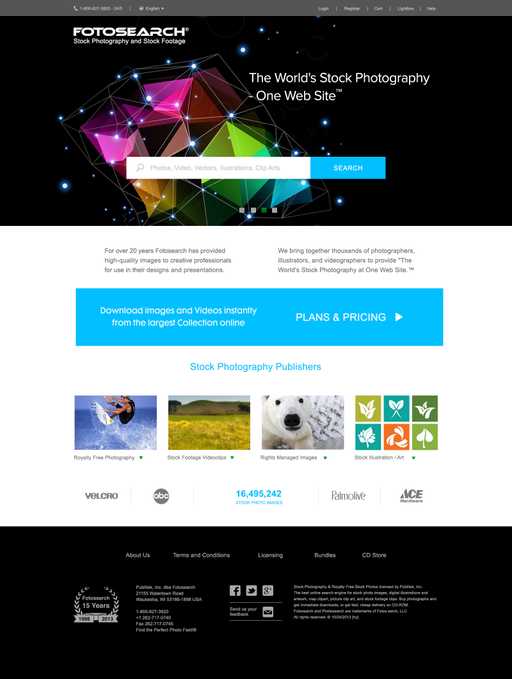 1-800-821-3920 - 24/5 English
Login Register Cart Lightbox Help
FOTOSEARCH®
Stock Photography and Stock Footage
The World's Stock Photography
- One Web Site™
Photos, Video, Vectors, Ilustrations, Clip Arts
SEARCH
For over 20 years Fotosearch has provided
high-quality images to creative professionals
for use in their designs and presentations.
We bring together thousands of photographers,
illustrators, and videographers to provide "The
World's Stock Photography at One Web Site.™
Download Images and Videos Instantly
from the largest Collection online
PLANS & PRICING
Stock Photography Publishers
Royalty Free Photography
Stock Footage Videoclips
Rights Managed Images
Stock Illustration - Art
VELCRO
abc
16,495,242
STOCK PHOTO IMAGES
Palmolive
ACE
Hardware
About Us Terms and Conditions Licensing Bundles CD Store
Fotosearch
15 Years
1998 2013
Publitek, Inc. dba Fotosearch
21155 Watertown Road
Waukesha, WI 53186-1898 USA
1-800-821-3920
+1 262-717-0740
Fax 262-717-0745
Find the Perfect Photo Fast!®
Send us your
feedback
Stock Photography & Royalty Free Stock Photos licensed by Publitek, Inc.
The best online search engine for stock photo images, digital illustrations and
artwork, map clipart, picture clip art, and stock footage clips. Buy photographs and
get immediate downloads, or get fast, cheap delivery on CD-ROM.
Fotosearch and Photosearch are trademarks of Fotosearch, LLC.
All rights reserved. © 10/29/2013 [ny]